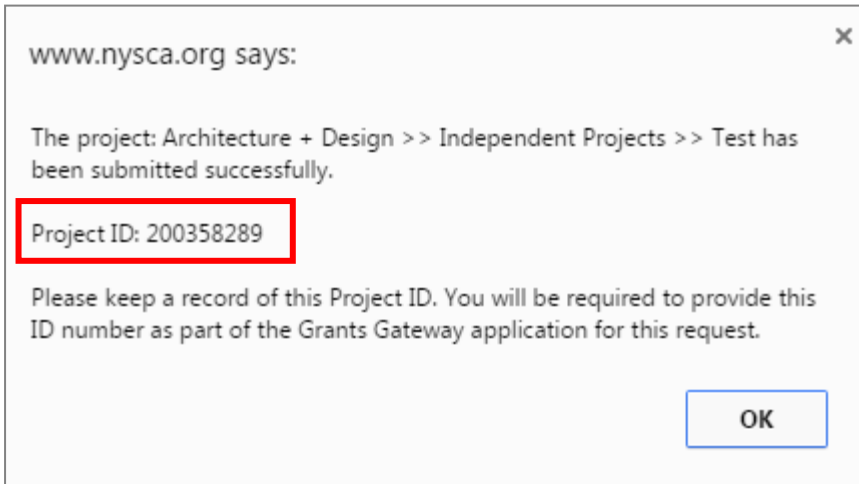 www.nysca.org says:
×
The project: Architecture + Design >> Independent Projects >> Test has
been submitted successfully.
Project ID: 200358289
Please keep a record of this Project ID. You will be required to provide this
ID number as part of the Grants Gateway application for this request.
OK